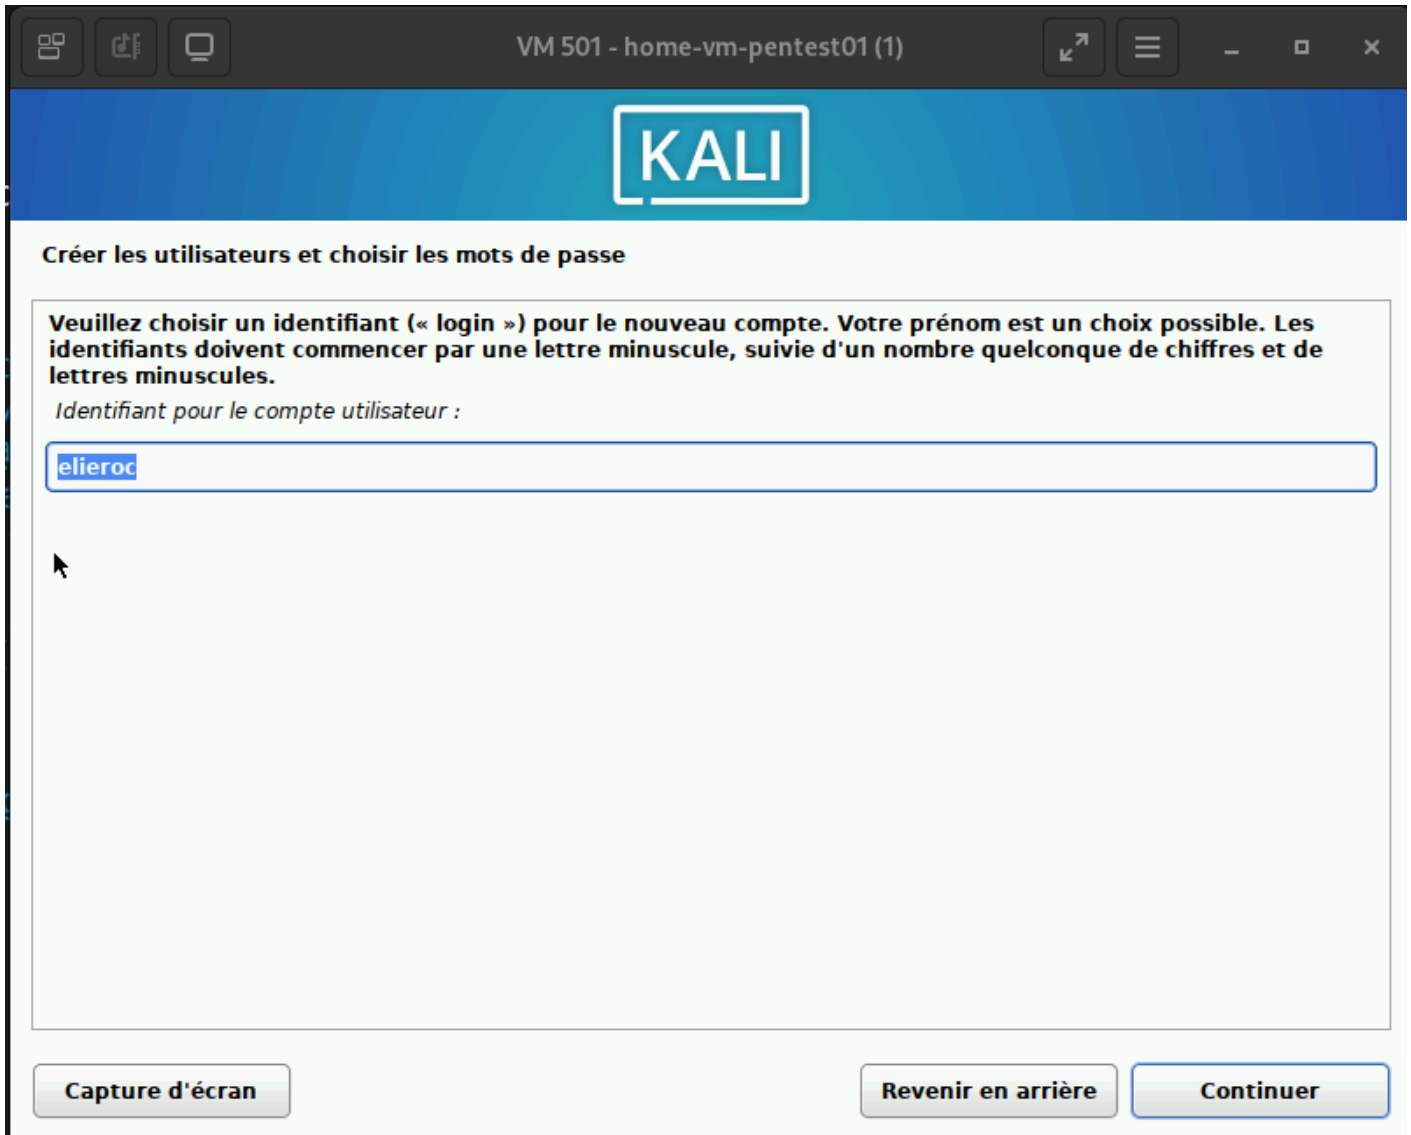 VM 501 - home-vm-pentest01 (1)
KALI
Créer les utilisateurs et choisir les mots de passe
Veuillez choisir un identifiant (« login ») pour le nouveau compte. Votre prénom est un choix possible. Les
identifiants doivent commencer par une lettre minuscule, suivie d'un nombre quelconque de chiffres et de
lettres minuscules.
Identifiant pour le compte utilisateur :
elieroc
Capture d'écran
Revenir en arrière
Continuer